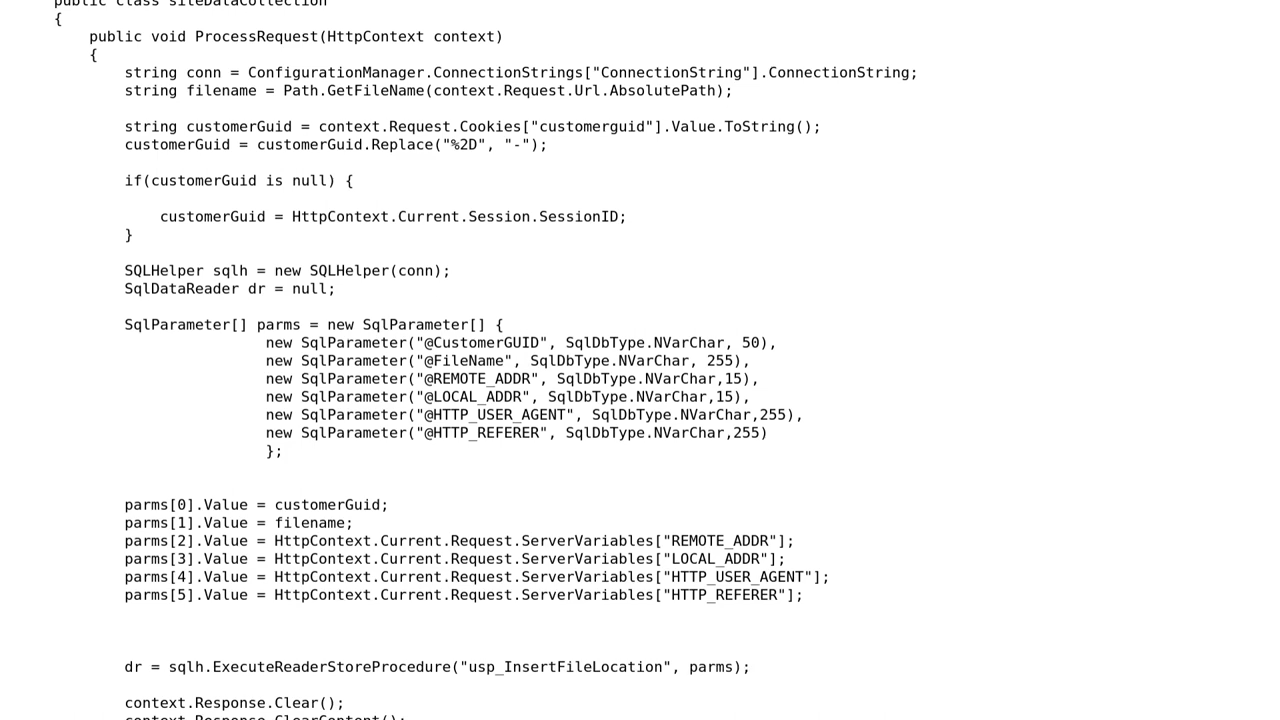 public class siteDataCollection
{
public void ProcessRequest(HttpContext context)
{
string conn = ConfigurationManager.ConnectionStrings["ConnectionString"].ConnectionString;
string filename = Path.GetFileName(context.Request.Url.AbsolutePath);
string customerGuid = context.Request.Cookies["customerguid"].Value.ToString();
customerGuid = customerGuid.Replace("%2D", "-");
if(customerGuid is null) {
customerGuid = HttpContext.Current.Session.SessionID;
}
SQLHelper sqlh = new SQLHelper(conn);
SqlDataReader dr = null;
SqlParameter[] parms = new SqlParameter[] {
new SqlParameter("@CustomerGUID", SqlDbType.NVarChar, 50),
new SqlParameter("@FileName", SqlDbType.NVarChar, 255),
new SqlParameter("@REMOTE_ADDR", SqlDbType.NVarChar,15),
new SqlParameter("@LOCAL_ADDR", SqlDbType.NVarChar,15),
new SqlParameter("@HTTP_USER_AGENT", SqlDbType.NVarChar,255),
new SqlParameter("@HTTP_REFERER", SqlDbType.NVarChar,255)
};
parms[0].Value = customerGuid;
parms[1].Value = filename;
parms[2].Value = HttpContext.Current.Request.ServerVariables["REMOTE_ADDR"];
parms[3].Value = HttpContext.Current.Request.ServerVariables["LOCAL_ADDR"];
parms[4].Value = HttpContext.Current.Request.ServerVariables["HTTP_USER_AGENT"];
parms[5].Value = HttpContext.Current.Request.ServerVariables["HTTP_REFERER"];
dr = sqlh.ExecuteReaderStoreProcedure("usp_InsertFileLocation", parms);
context.Response.Clear();
context.Response.ClearContent();